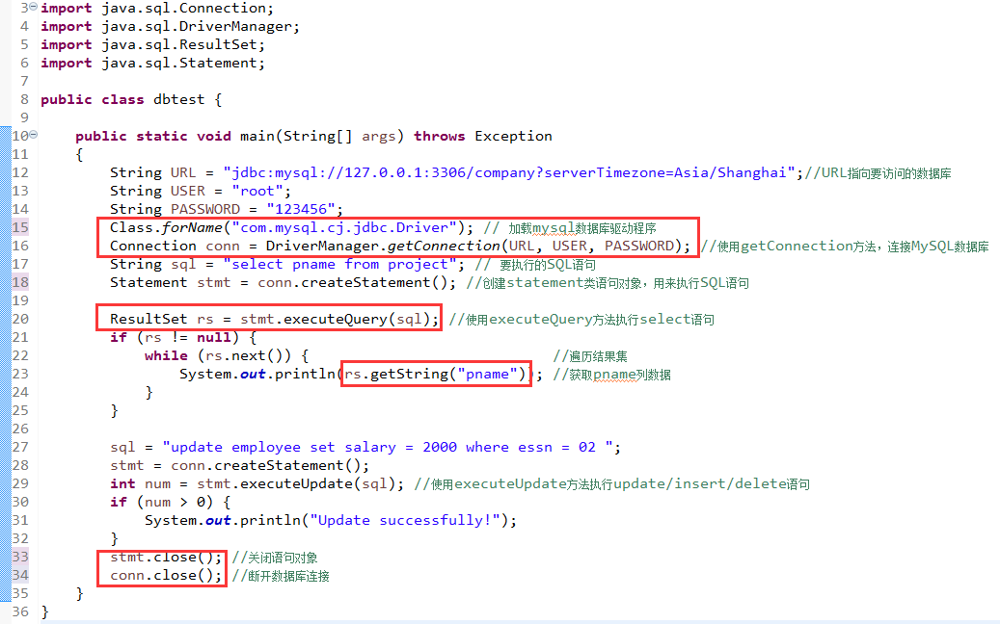 3 import java.sql.Connection;
4 import java.sql.DriverManager;
5 import java.sql.ResultSet;
6 import java.sql.Statement;
7
8 public class dbtest {
9
10     public static void main(String[] args) throws Exception
11     {
12         String URL = "jdbc:mysql://127.0.0.1:3306/company?serverTimezone=Asia/Shanghai";//URL指向要访问的数据库
13         String USER = "root";
14         String PASSWORD = "123456";
15         Class.forName("com.mysql.cj.jdbc.Driver"); // 加载mysql数据库驱动程序
16         Connection conn = DriverManager.getConnection(URL, USER, PASSWORD); //使用getConnection方法，连接MySQL数据库
17         String sql = "select pname from project"; // 要执行的SQL语句
18         Statement stmt = conn.createStatement(); //创建statement类语句对象，用来执行SQL语句
19
20         ResultSet rs = stmt.executeQuery(sql); //使用executeQuery方法执行select语句
21         if (rs != null) {
22             while (rs.next()) {                            //遍历结果集
23                 System.out.println(rs.getString("pname")); //获取pname列数据
24             }
25         }
26
27         sql = "update employee set salary = 2000 where essn = 02 ";
28         stmt = conn.createStatement();
29         int num = stmt.executeUpdate(sql); //使用executeUpdate方法执行update/insert/delete语句
30         if (num > 0) {
31             System.out.println("Update successfully!");
32         }
33         stmt.close(); //关闭语句对象
34         conn.close(); //断开数据库连接
35     }
36 }